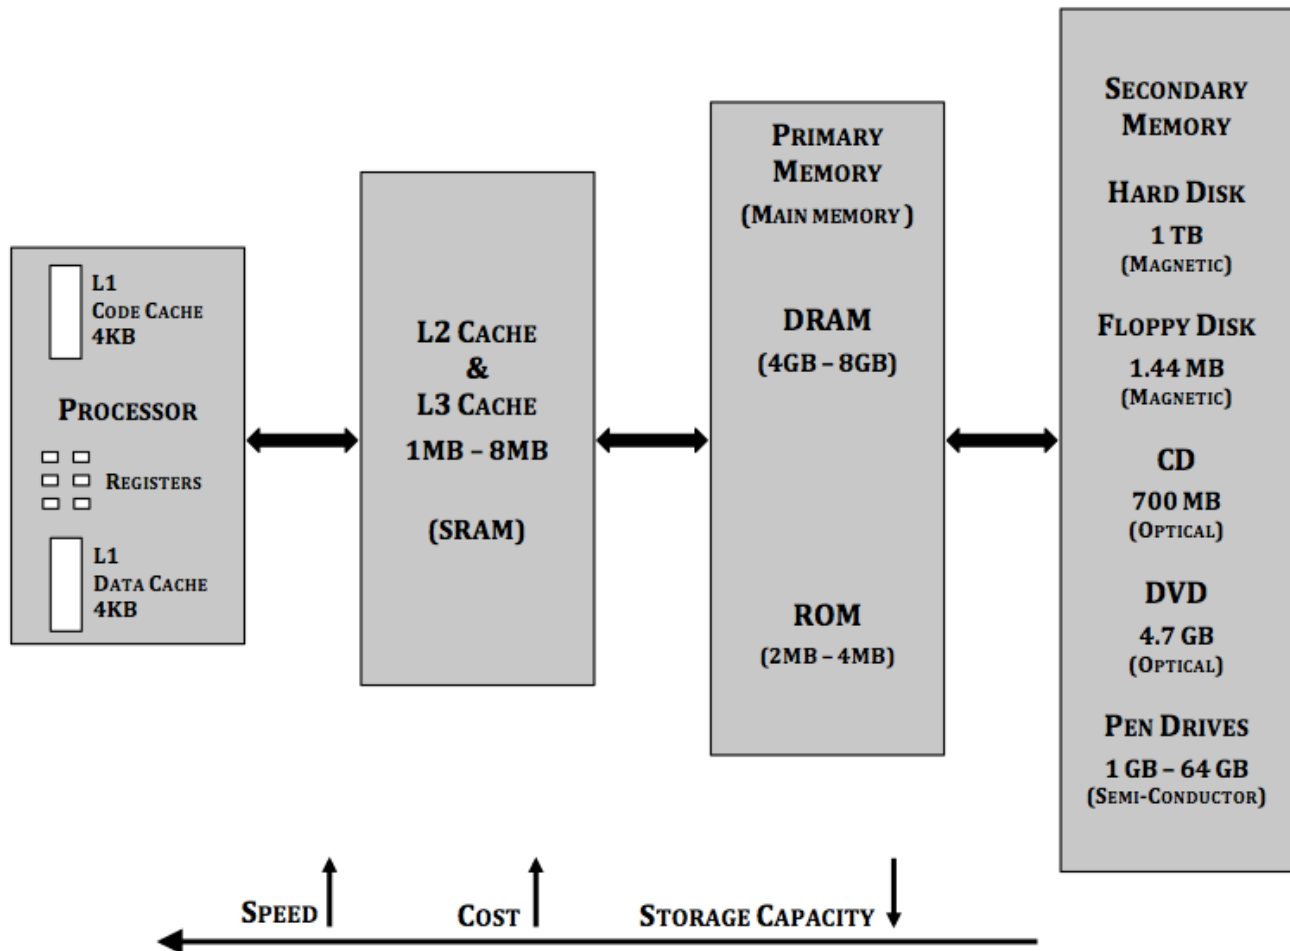 L1
CODE CACHE
4KB
PROCESSOR
REGISTERS
L1
DATA CACHE
4KB
L2 CACHE
&
L3 CACHE
1MB – 8MB
(SRAM)
PRIMARY
MEMORY
(MAIN MEMORY )
DRAM
(4GB – 8GB)
ROM
(2MB – 4MB)
SECONDARY
MEMORY
HARD DISK
1 TB
(MAGNETIC)
FLOPPY DISK
1.44 MB
(MAGNETIC)
CD
700 MB
(OPTICAL)
DVD
4.7 GB
(OPTICAL)
PEN DRIVES
1 GB – 64 GB
(SEMI-CONDUCTOR)
SPEED
COST
STORAGE CAPACITY